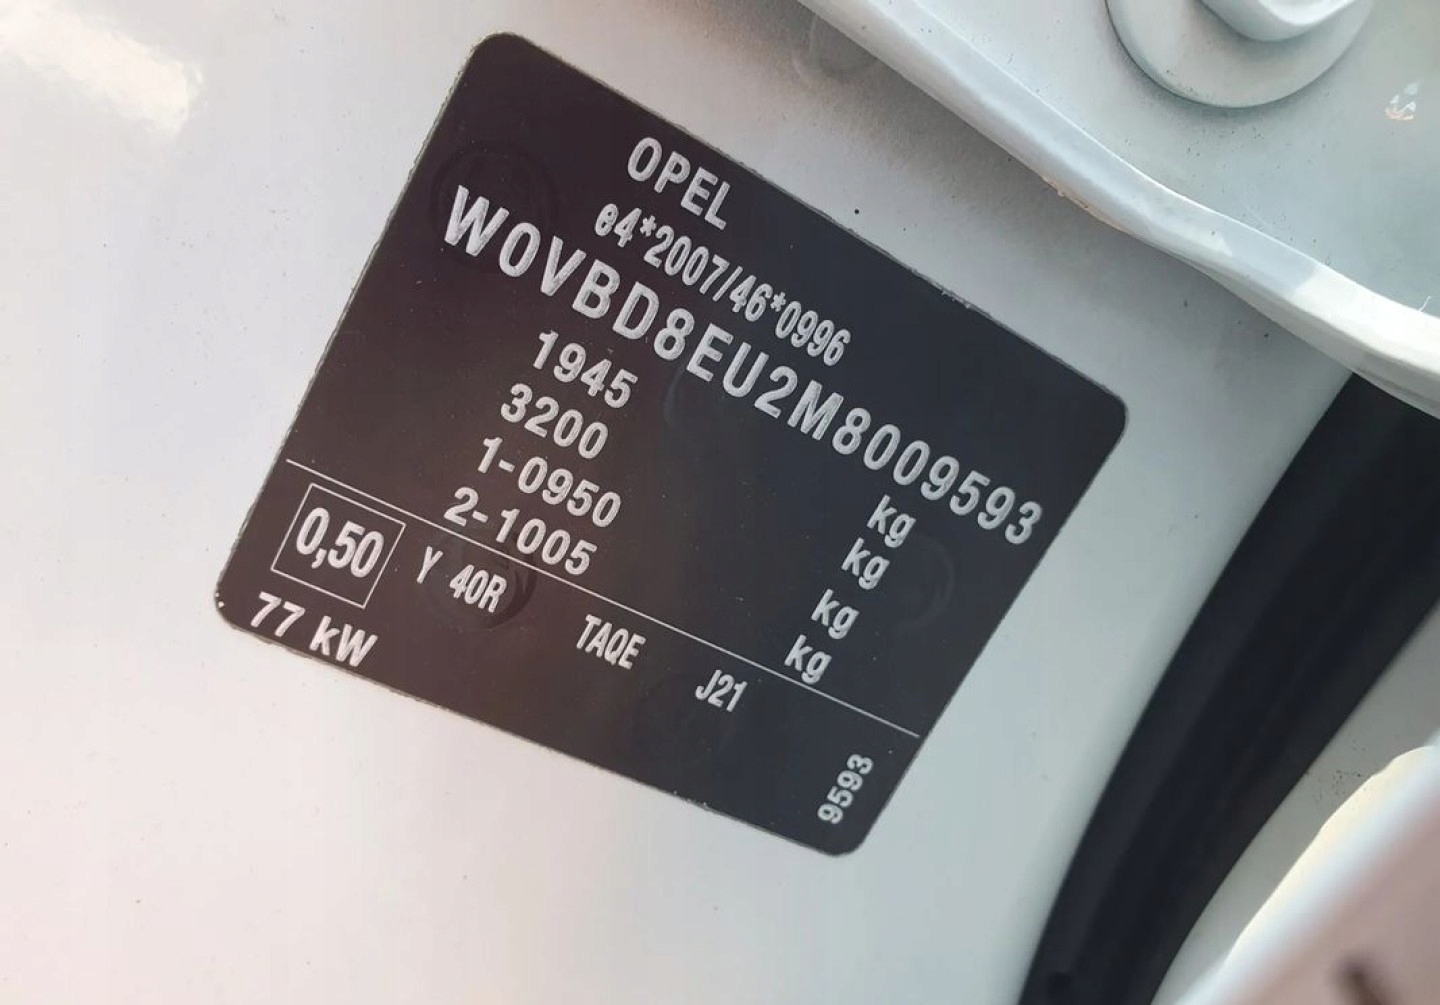 OPEL
e4*2007/46*0996
W0VBD8EU2M8009593
1945 kg
3200 kg
1-0950 kg
2-1005 kg
0,50 Y 40R TAQE J21
77 kW
9593